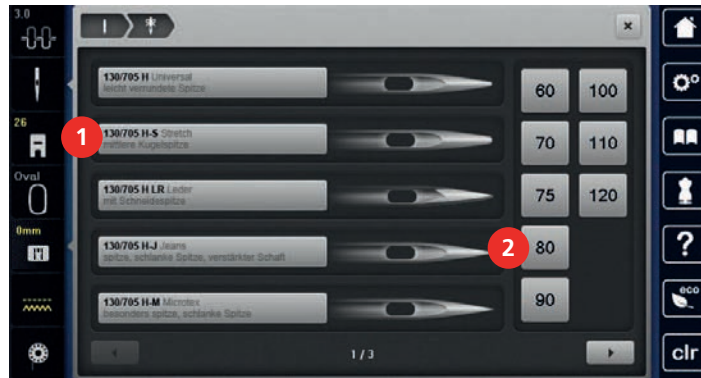 3.0
26
Oval
0mm
130/705 H Universal
leicht verrundete Spitze
1
130/705 H-S Stretch
mittlere Kugelspitze
130/705 H LR Leder
mit Schneidespitze
130/705 H-J Jeans
spitze, schlanke Spitze, verstärkter Schaft
130/705 H-M Microtex
besonders spitze, schlanke Spitze
1 / 3
60 100
70 110
75 120
2
80
90
?
eco
clr